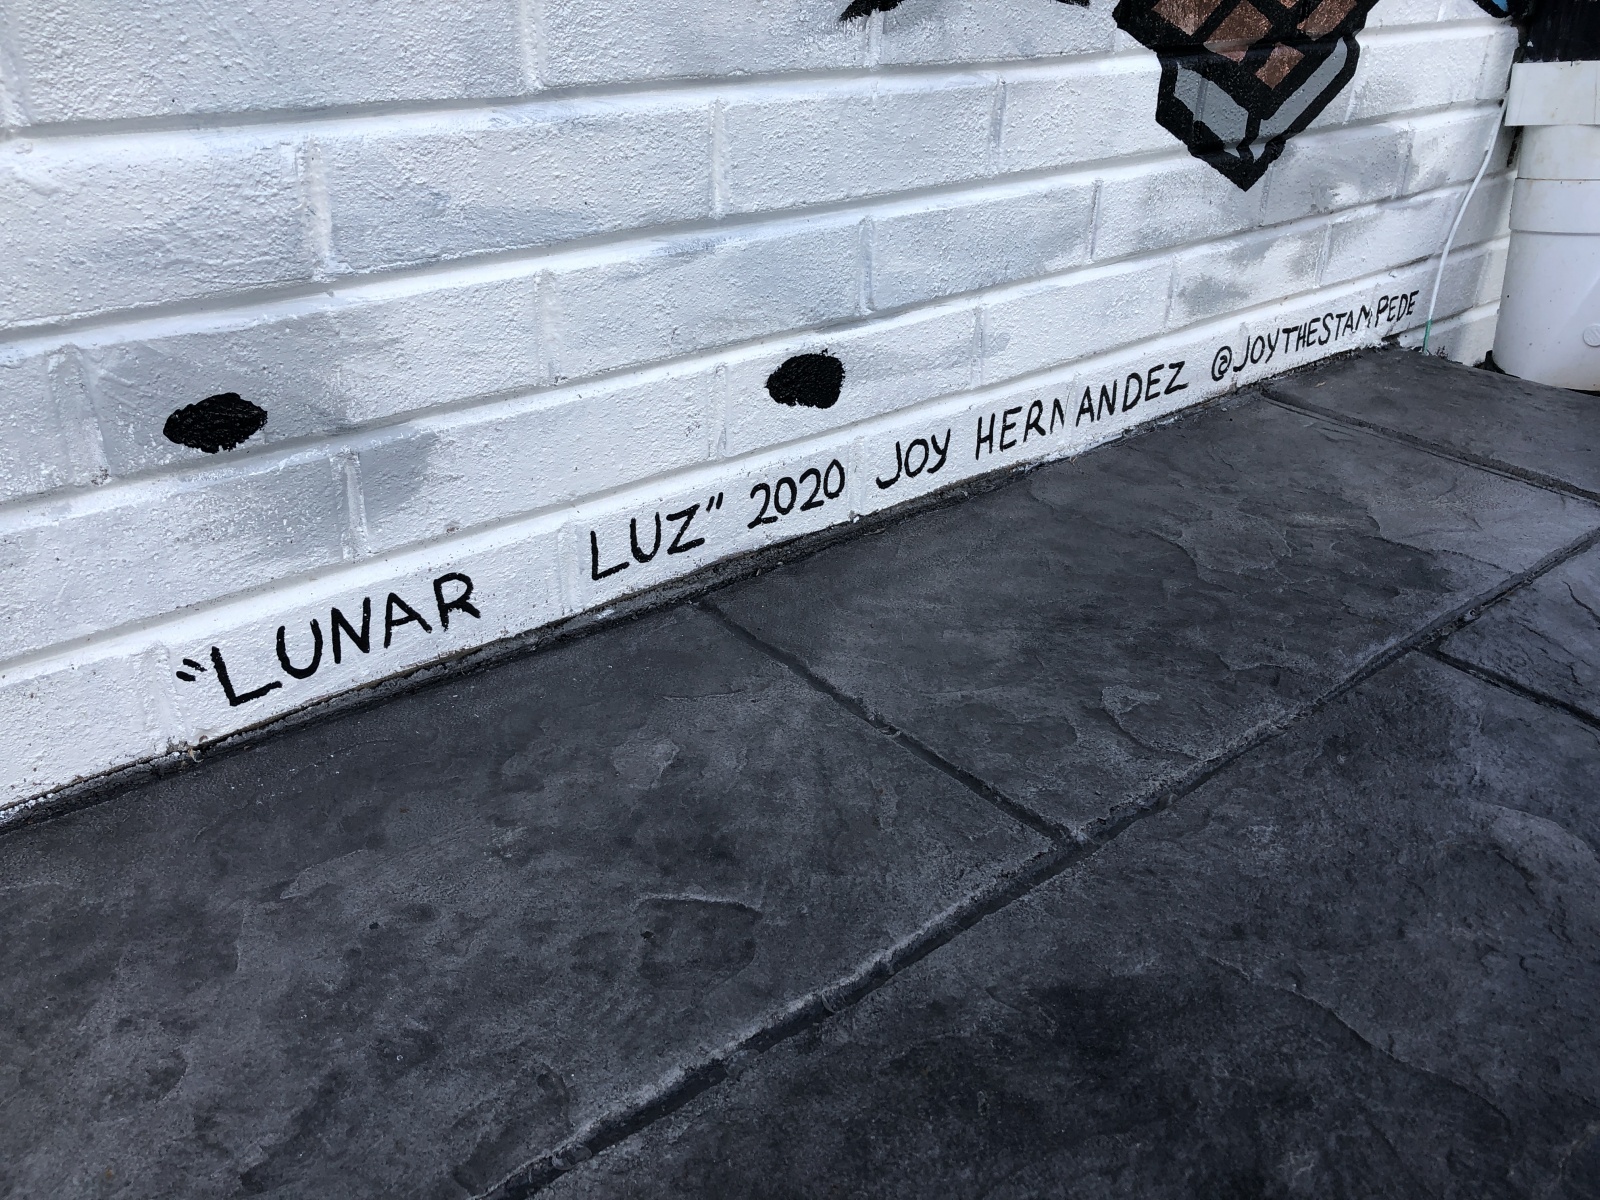 “LUNAR LUZ” 2020 JOY HERNANDEZ @JOYTHESTAMPEDE